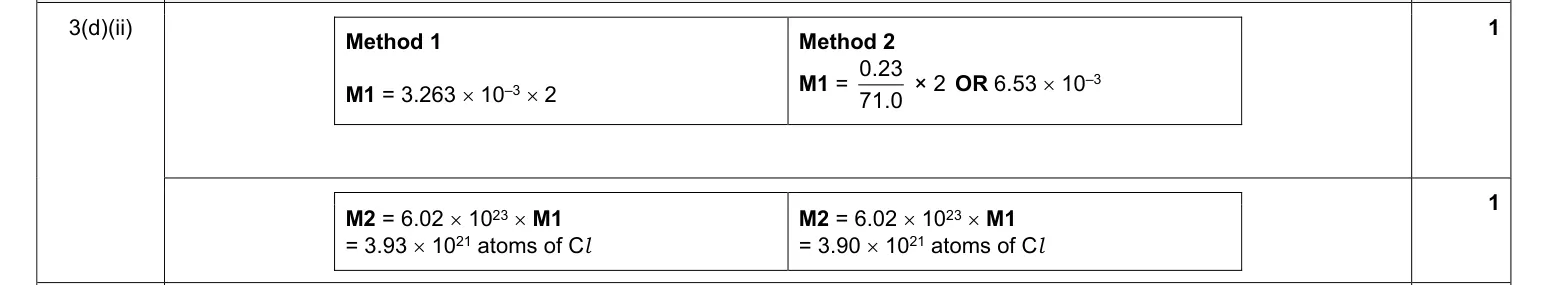 3(d)(ii)
Method 1
M1 = 3.263 × 10⁻³ × 2
Method 2
M1 = 0.23/71.0 × 2 OR 6.53 × 10⁻³
1
M2 = 6.02 × 10²³ × M1
= 3.93 × 10²¹ atoms of Cl
M2 = 6.02 × 10²³ × M1
= 3.90 × 10²¹ atoms of Cl
1